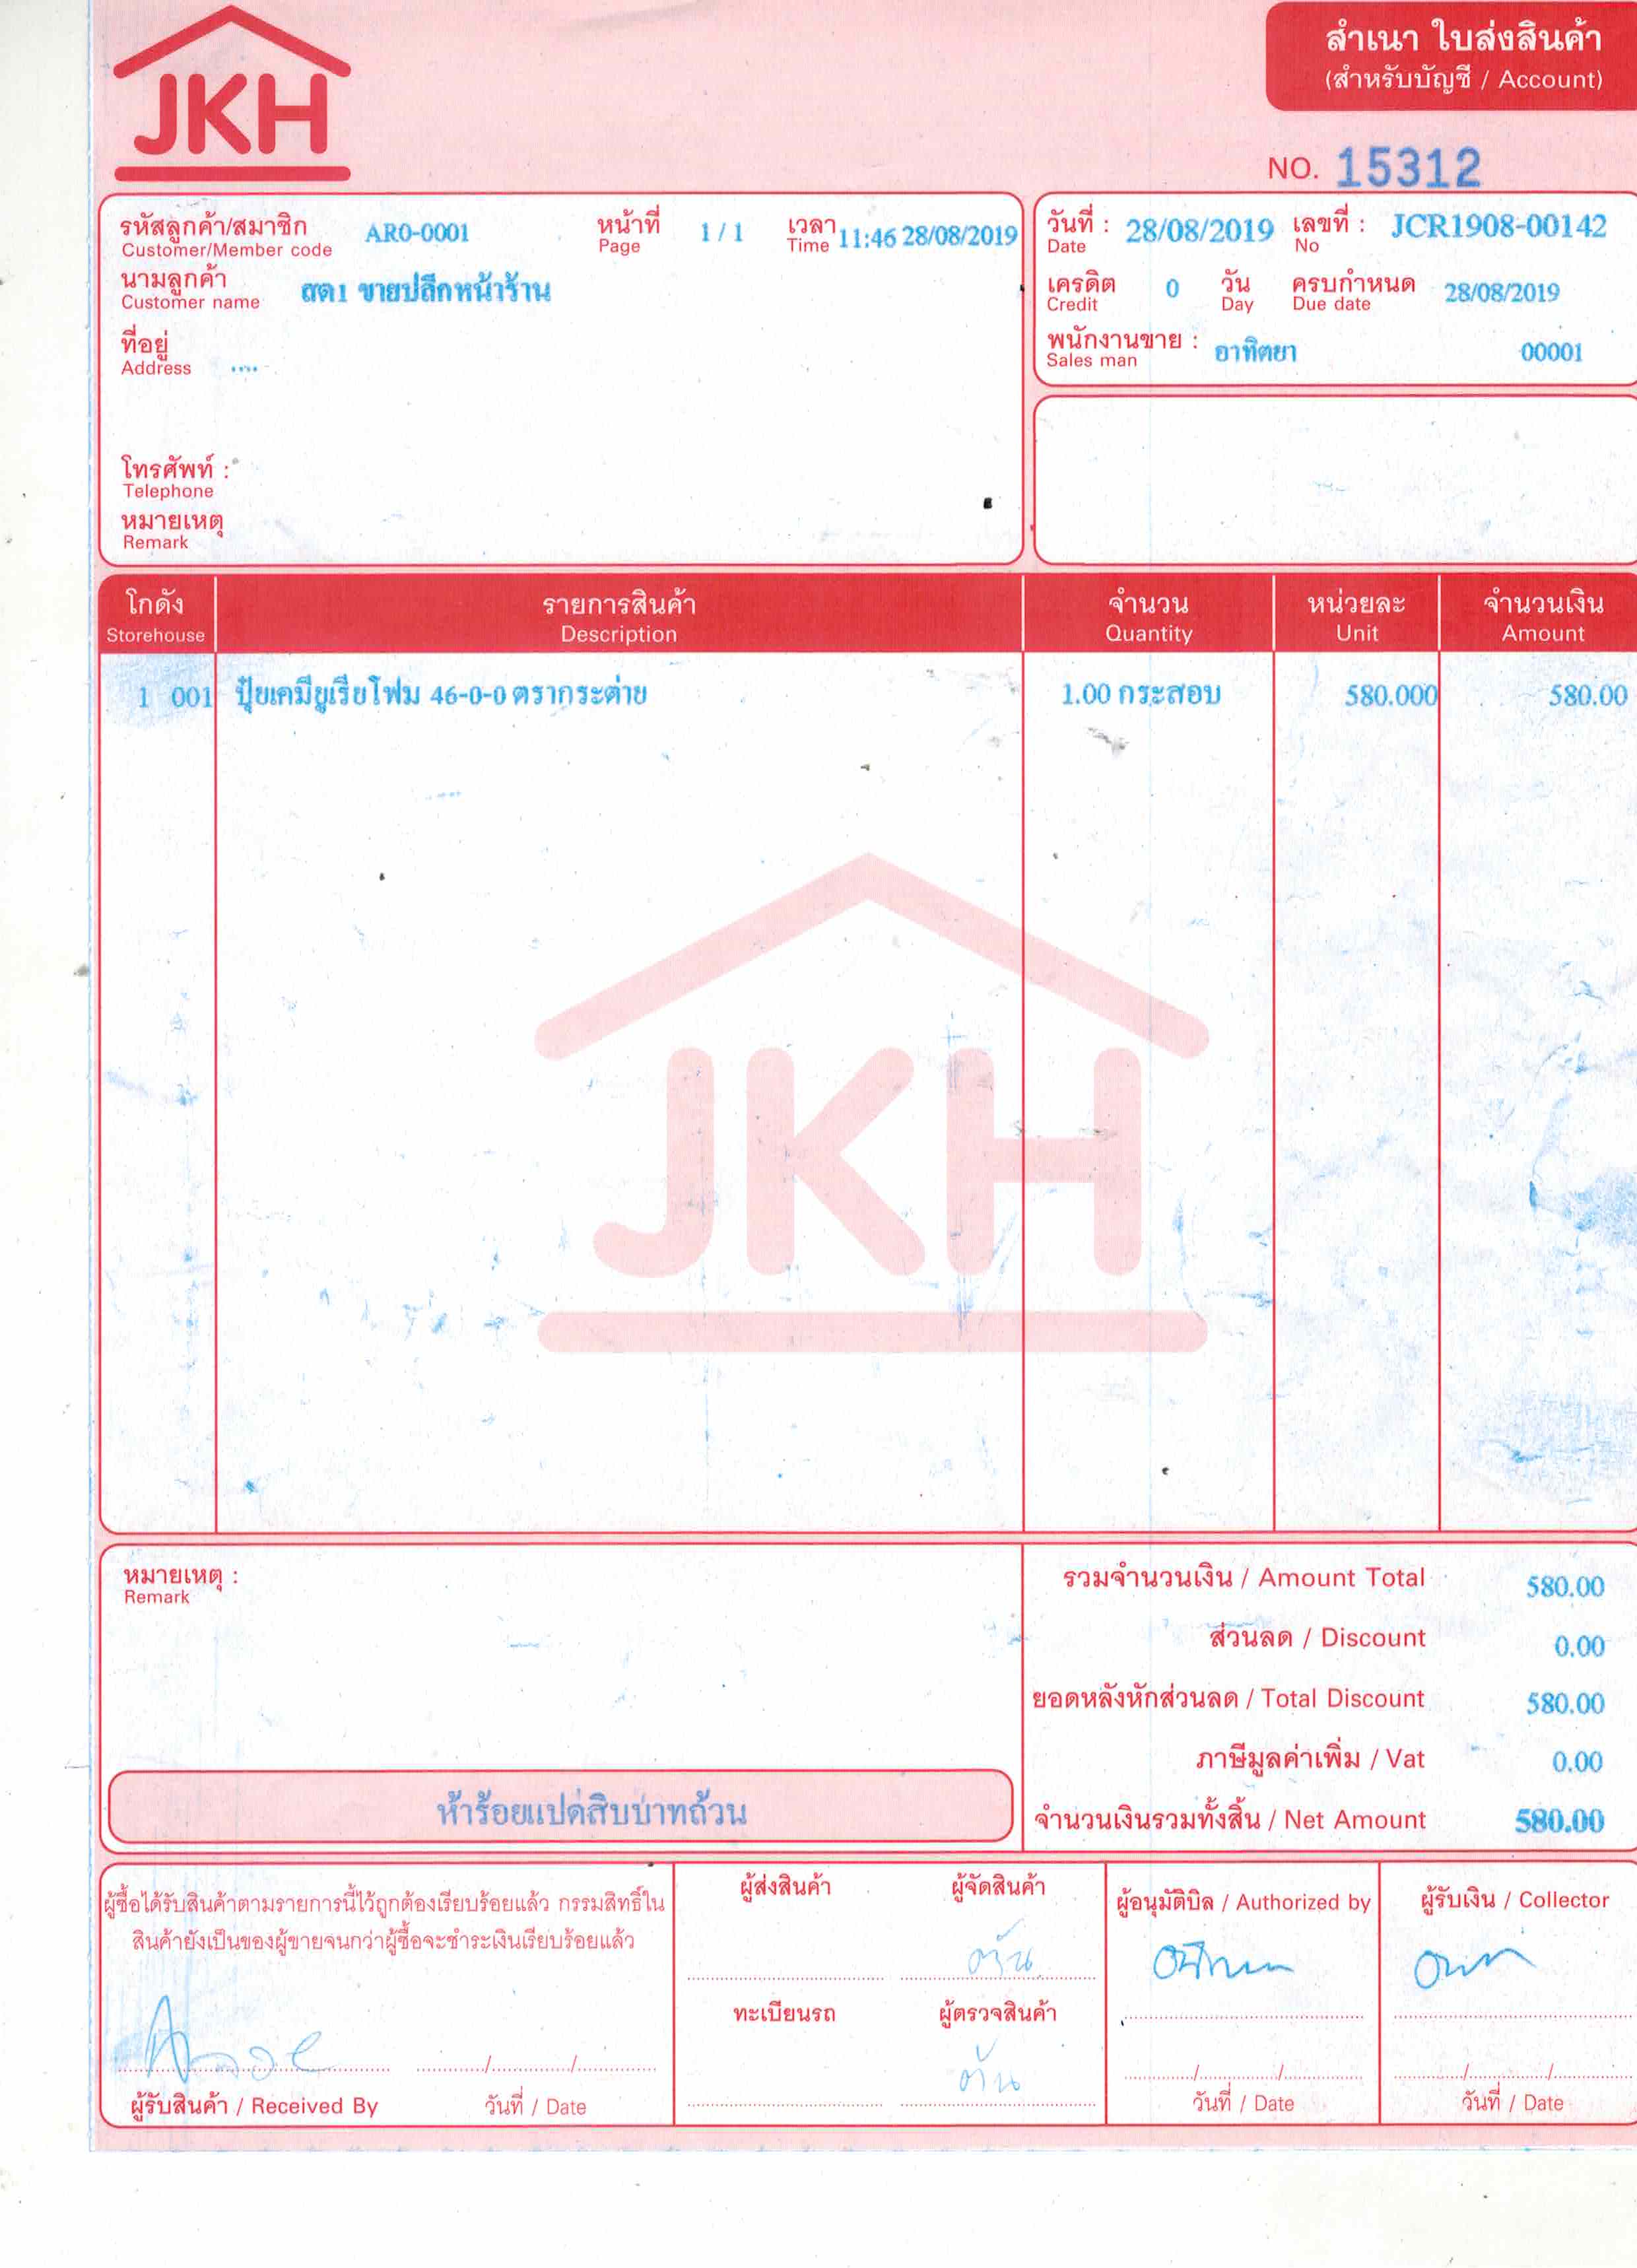 JKH
สำเนา ใบส่งสินค้า
(สำหรับบัญชี / Account)
NO. 15312
รหัสลูกค้า/สมาชิก AR0-0001 หน้าที่ 1 / 1 เวลา 11:46 28/08/2019
Customer/Member code Page Time
นามลูกค้า สด1 ขายปลีกหน้าร้าน
Customer name
ที่อยู่
Address ....
โทรศัพท์ :
Telephone
หมายเหตุ
Remark
วันที่ : 28/08/2019 เลขที่ : JCR1908-00142
Date No
เครดิต 0 วัน ครบกำหนด 28/08/2019
Credit Day Due date
พนักงานขาย : อาทิตยา 00001
Sales man
โกดัง รายการสินค้า จำนวน หน่วยละ จำนวนเงิน
Storehouse Description Quantity Unit Amount
1 001 ปุ๋ยเคมียูเรียโฟม 46-0-0 ตรากระต่าย 1.00 กระสอบ 580.000 580.00
JKH
หมายเหตุ :
Remark
รวมจำนวนเงิน / Amount Total 580.00
ส่วนลด / Discount 0.00
ยอดหลังหักส่วนลด / Total Discount 580.00
ภาษีมูลค่าเพิ่ม / Vat 0.00
ห้าร้อยแปดสิบบาทถ้วน
จำนวนเงินรวมทั้งสิ้น / Net Amount 580.00
ผู้ซื้อได้รับสินค้าตามรายการนี้ไว้ถูกต้องเรียบร้อยแล้ว กรรมสิทธิ์ใน
สินค้ายังเป็นของผู้ขายจนกว่าผู้ซื้อจะชำระเงินเรียบร้อยแล้ว
ผู้รับสินค้า / Received By วันที่ / Date
ผู้ส่งสินค้า ผู้จัดสินค้า
ทะเบียนรถ ผู้ตรวจสินค้า
ผู้อนุมัติบิล / Authorized by
วันที่ / Date
ผู้รับเงิน / Collector
วันที่ / Date